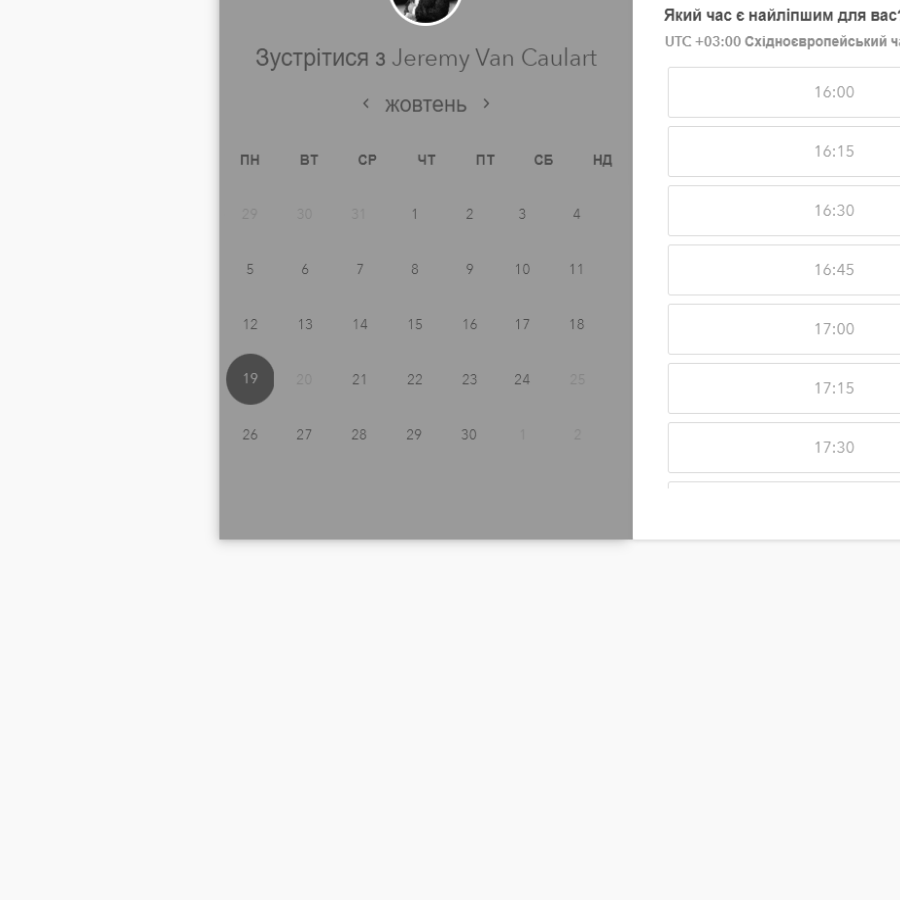 Зустрітися з Jeremy Van Caulart
жовтень
ПН ВТ СР ЧТ ПТ СБ НД
29 30 31 1 2 3 4
5 6 7 8 9 10 11
12 13 14 15 16 17 18
19 20 21 22 23 24 25
26 27 28 29 30 1 2
Який час є найліпшим для вас?
UTC +03:00 Східноєвропейський
16:00
16:15
16:30
16:45
17:00
17:15
17:30